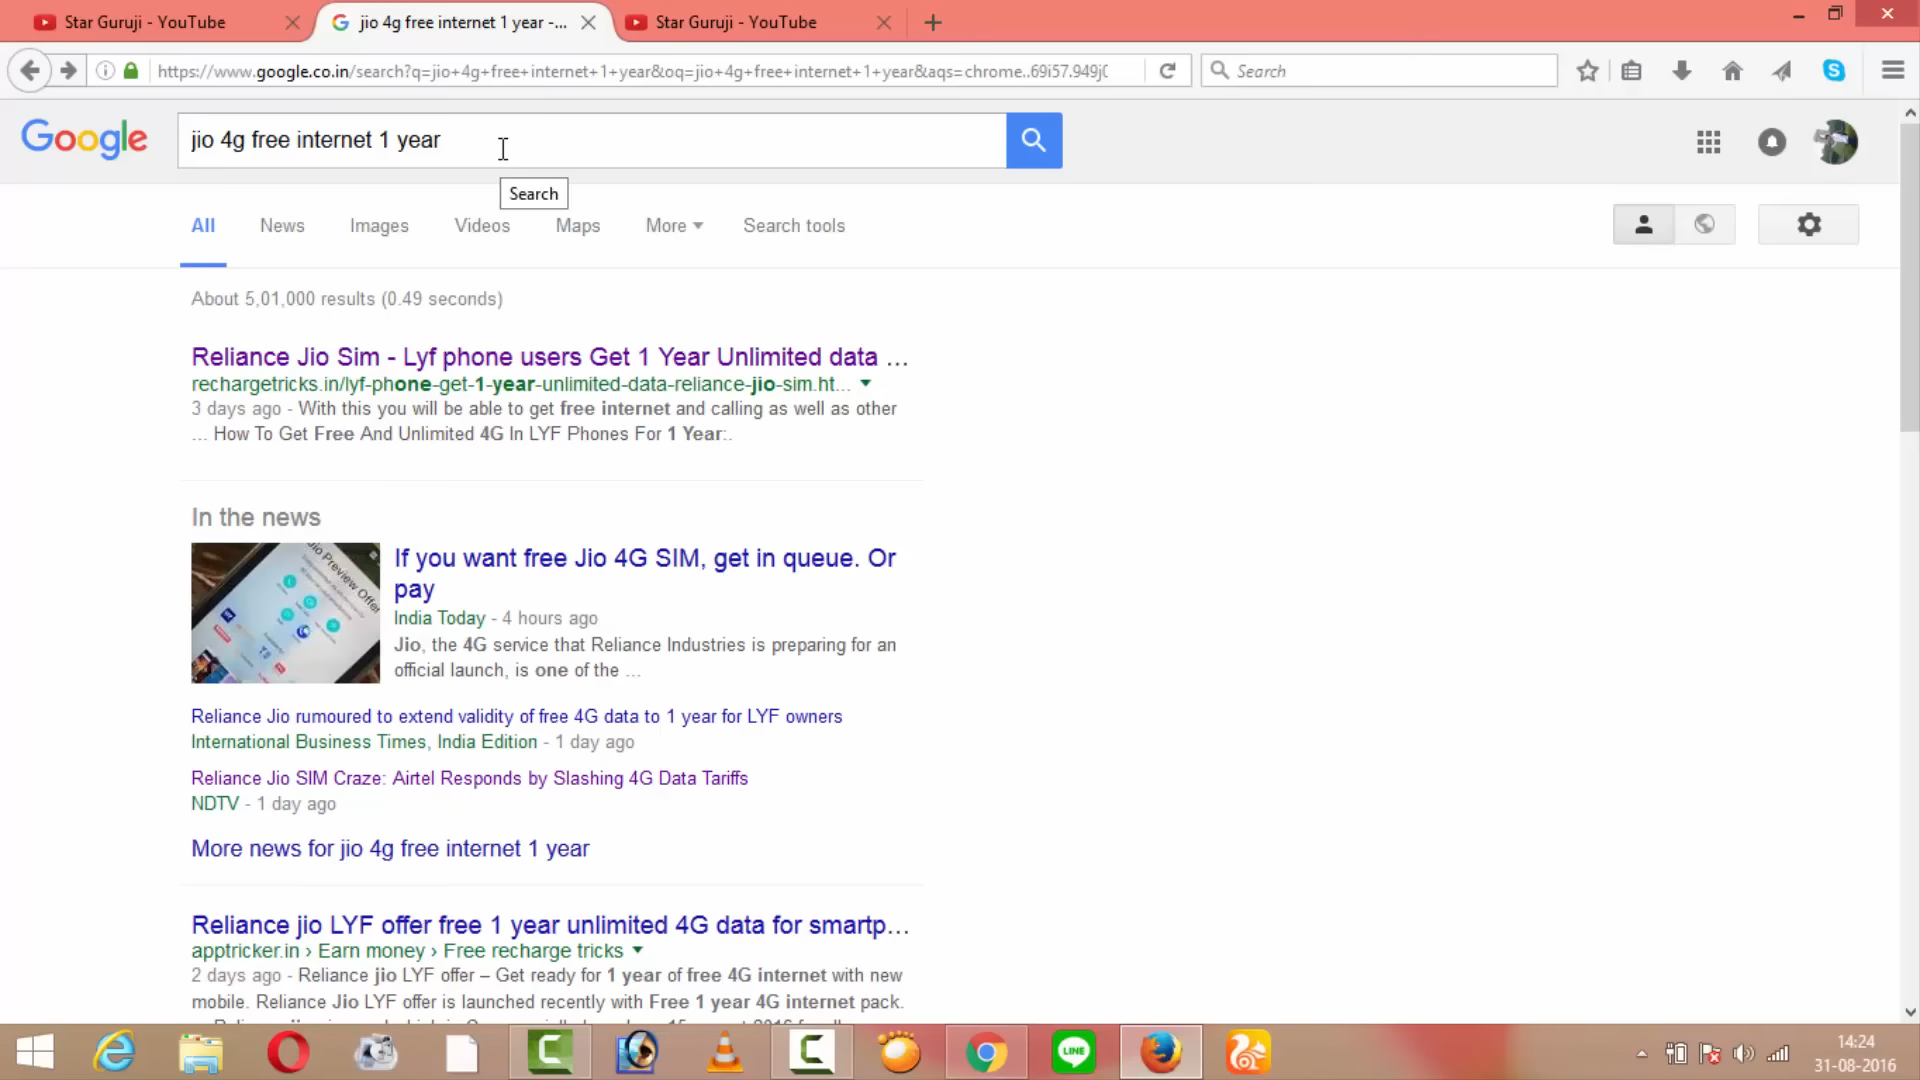 Star Guruji - YouTube
jio 4g free internet 1 year -...
Star Guruji - YouTube
https://www.google.co.in/search?q=jio+4g+free+internet+1+year&oq=jio+4g+free+internet+1+year&aqs=chrome..69i57.949j0
Search
Google
jio 4g free internet 1 year
Search
All News Images Videos Maps More Search tools
About 5,01,000 results (0.49 seconds)
Reliance Jio Sim - Lyf phone users Get 1 Year Unlimited data ...
rechargetricks.in/lyf-phone-get-1-year-unlimited-data-reliance-jio-sim.ht...
3 days ago - With this you will be able to get free internet and calling as well as other
... How To Get Free And Unlimited 4G In LYF Phones For 1 Year:.
In the news
Jio Preview Offer
If you want free Jio 4G SIM, get in queue. Or
pay
India Today - 4 hours ago
Jio, the 4G service that Reliance Industries is preparing for an
official launch, is one of the ...
Reliance Jio rumoured to extend validity of free 4G data to 1 year for LYF owners
International Business Times, India Edition - 1 day ago
Reliance Jio SIM Craze: Airtel Responds by Slashing 4G Data Tariffs
NDTV - 1 day ago
More news for jio 4g free internet 1 year
Reliance jio LYF offer free 1 year unlimited 4G data for smartp...
apptricker.in › Earn money › Free recharge tricks
2 days ago - Reliance jio LYF offer – Get ready for 1 year of free 4G internet with new
mobile. Reliance Jio LYF offer is launched recently with Free 1 year 4G internet pack.
LINE
14:24
31-08-2016